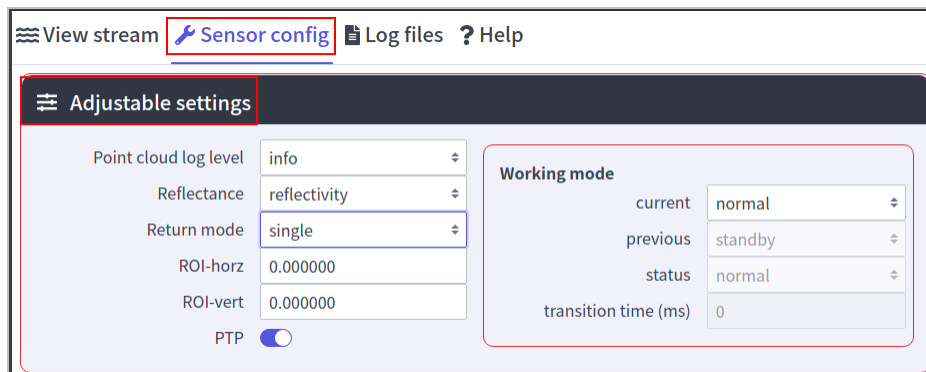 View stream Sensor config Log files Help
Adjustable settings
Point cloud log level info
Reflectance reflectivity
Return mode single
ROI-horz 0.000000
ROI-vert 0.000000
PTP
Working mode
current normal
previous standby
status normal
transition time (ms) 0